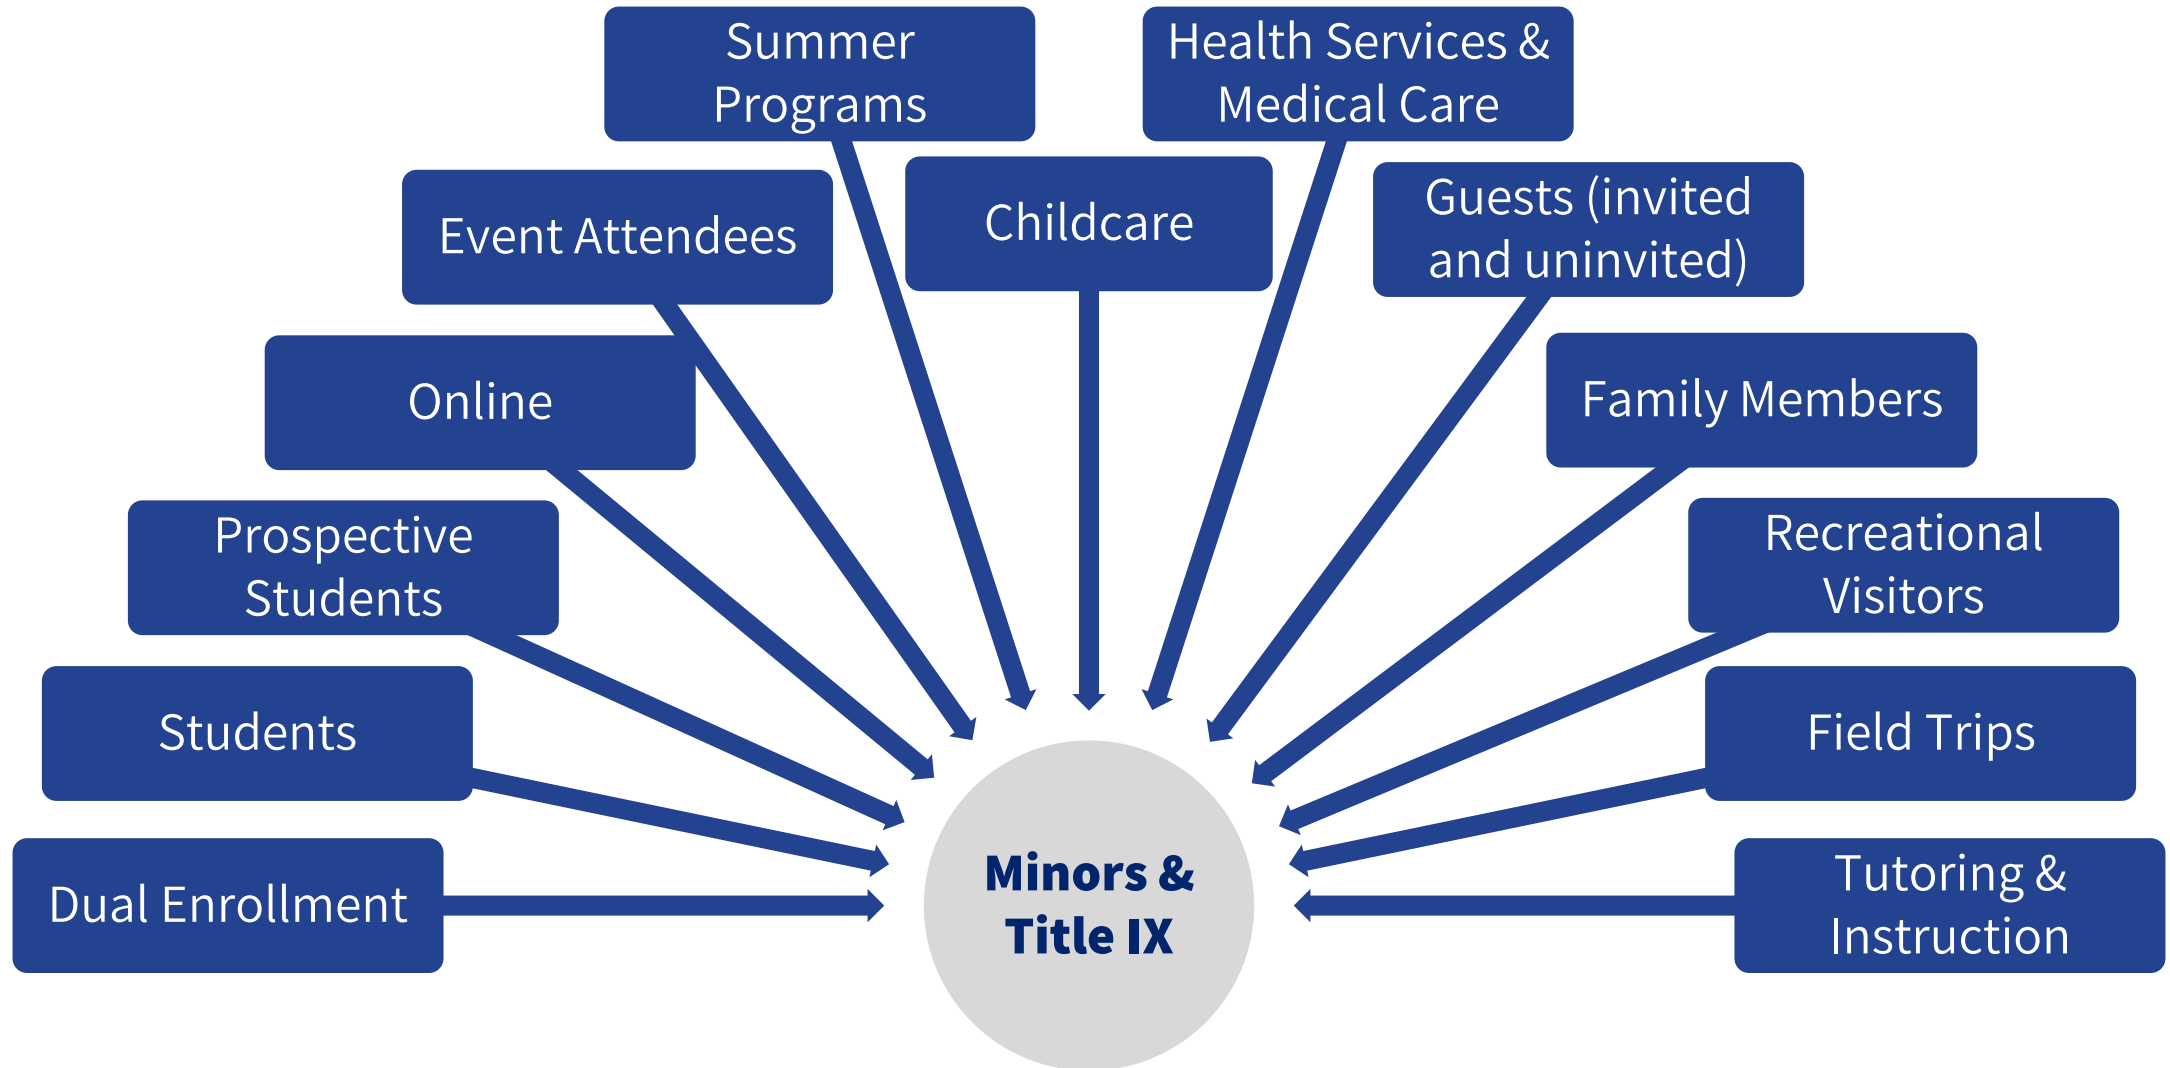 Summer
Programs
Health Services &
Medical Care
Event Attendees
Childcare
Guests (invited
and uninvited)
Online
Family Members
Prospective
Students
Recreational
Visitors
Students
Field Trips
Dual Enrollment
Minors &
Title IX
Tutoring &
Instruction